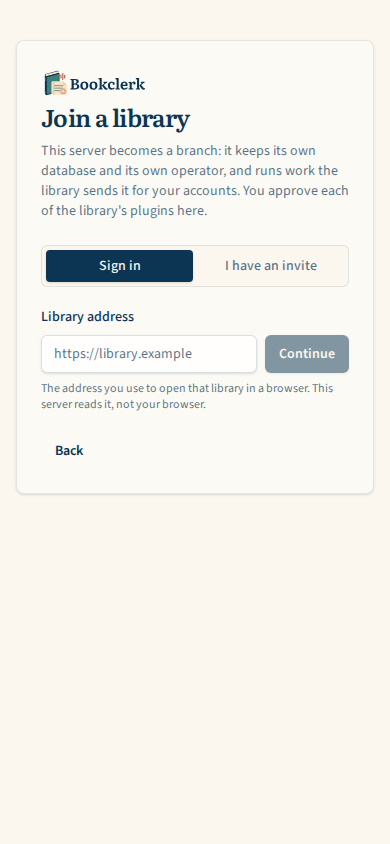 Bookclerk
Join a library
This server becomes a branch: it keeps its own
database and its own operator, and runs work the
library sends it for your accounts. You approve each
of the library's plugins here.
Sign in
I have an invite
Library address
https://library.example
Continue
The address you use to open that library in a browser. This
server reads it, not your browser.
Back